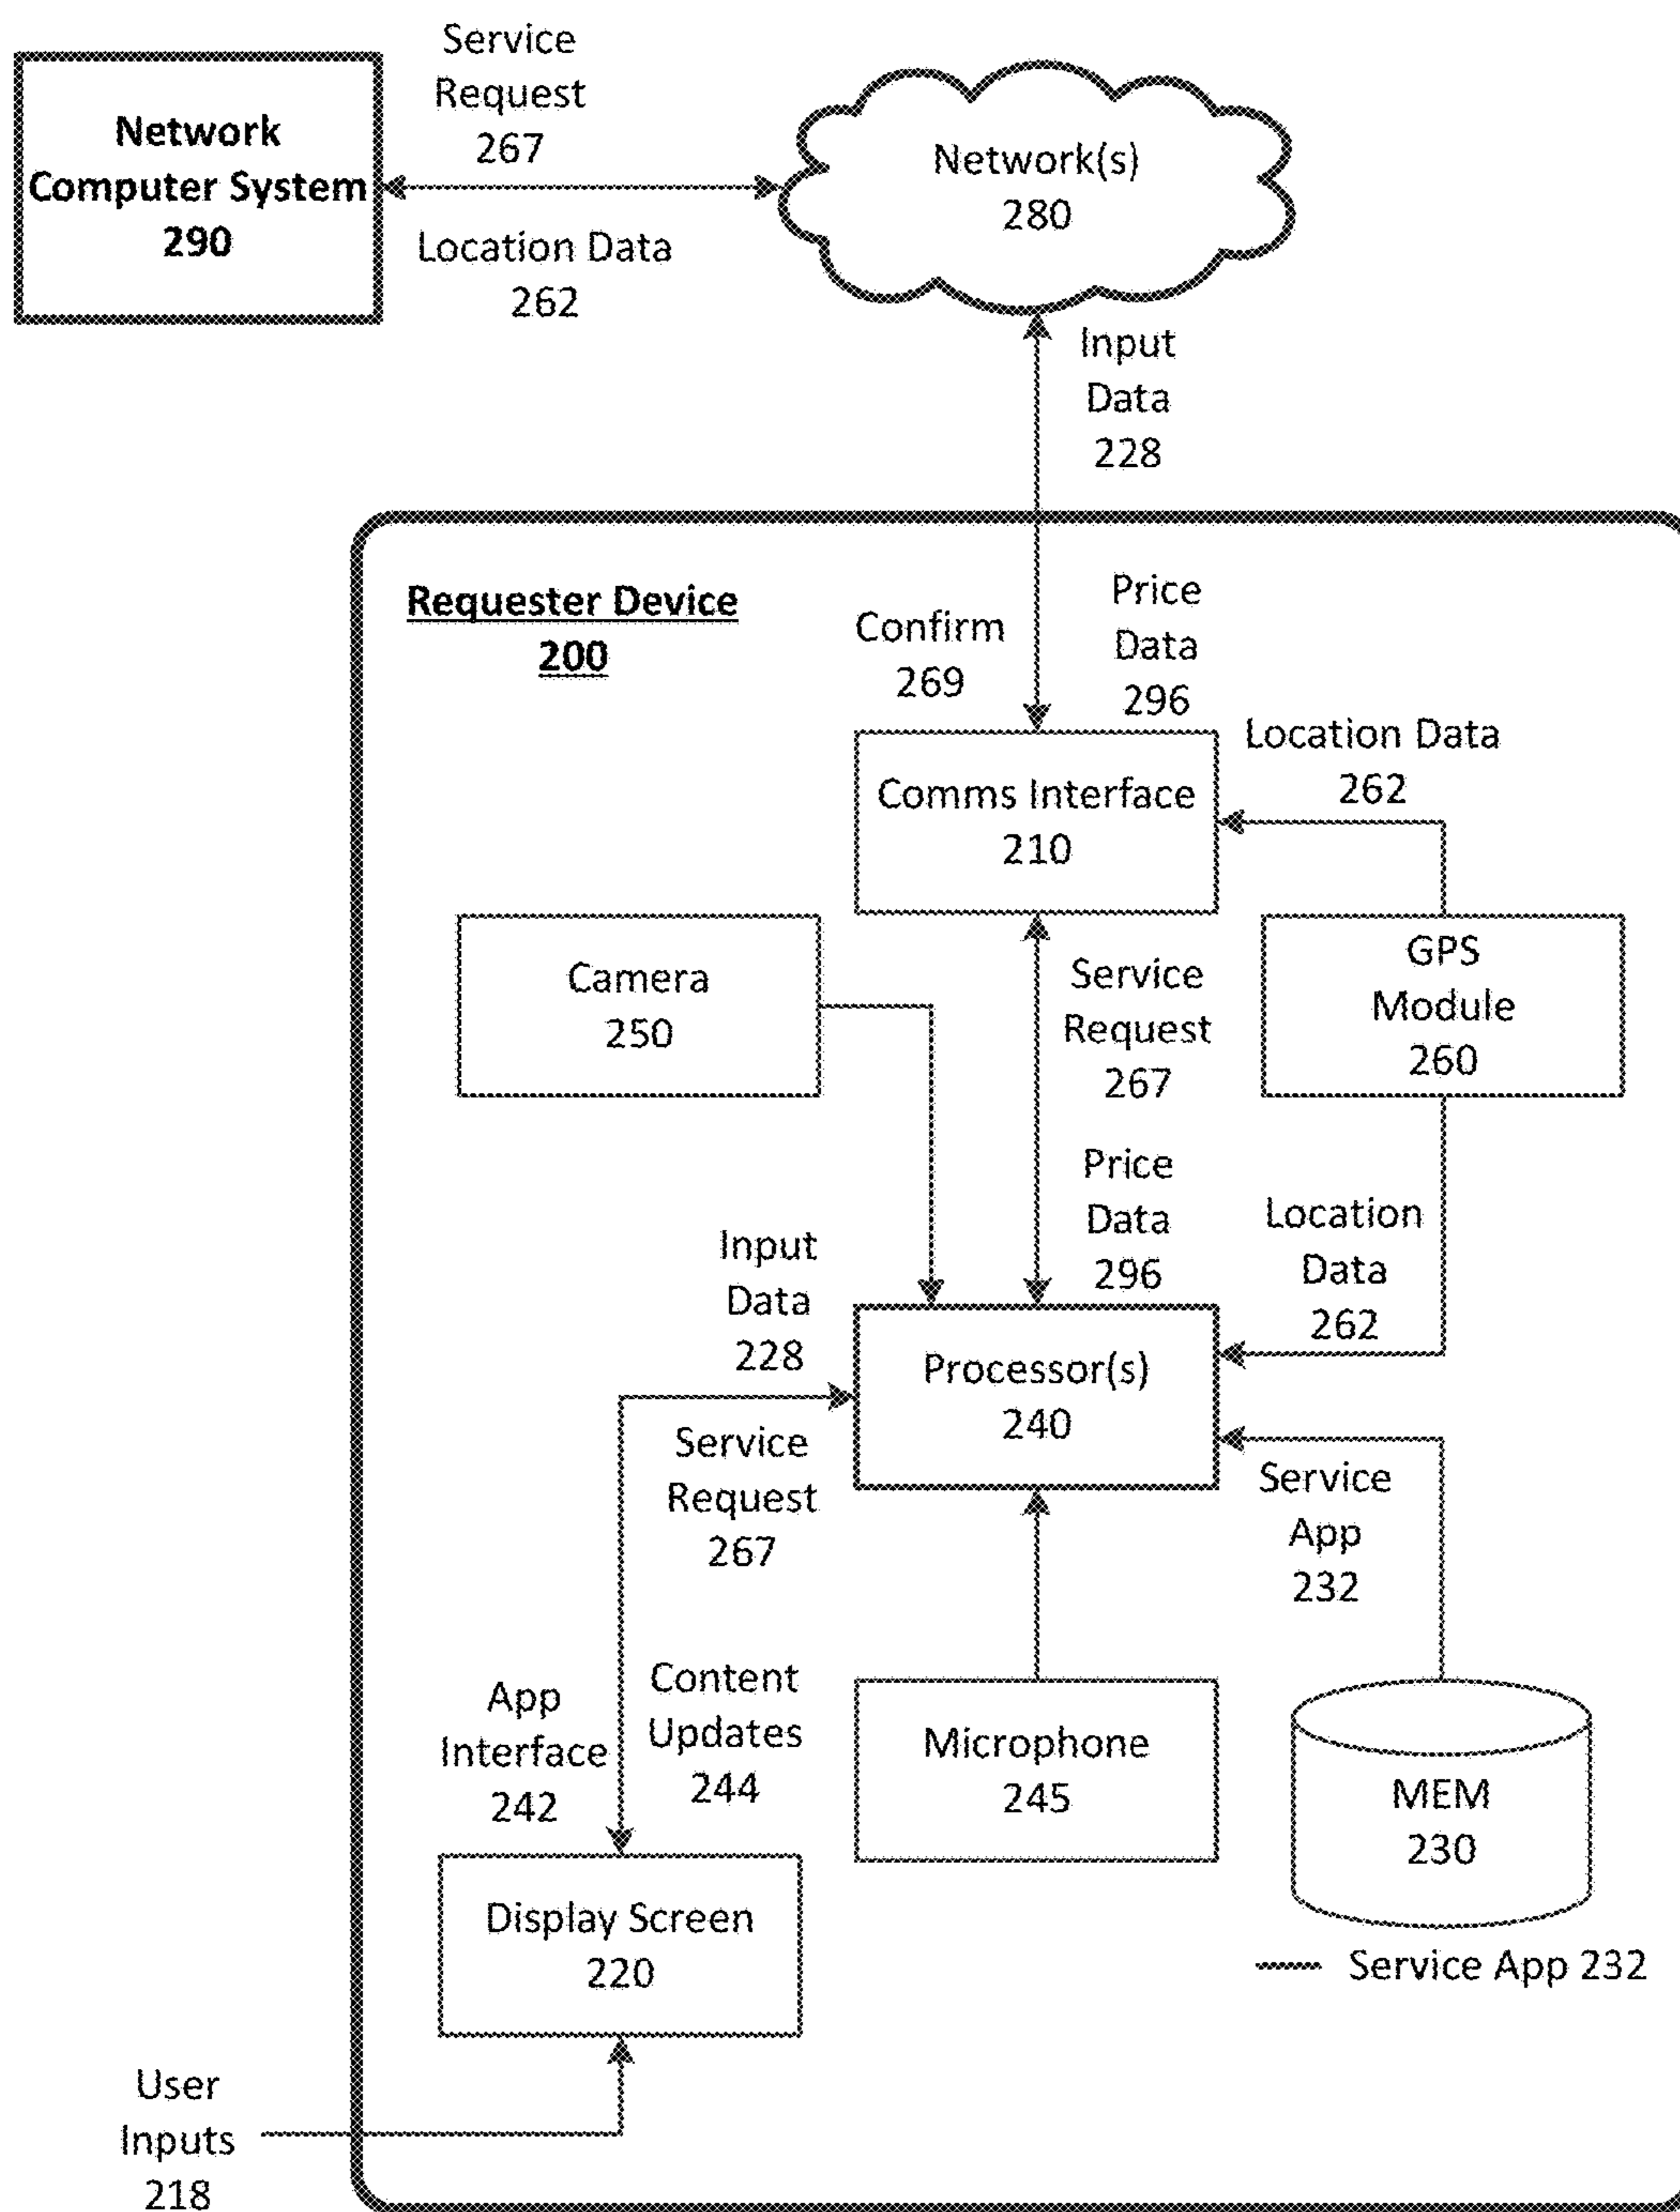 Service
Request
267
Network
Computer System
290
Location Data
262
Network(s)
280
Input
Data
228
Requester Device
200
Confirm
269
Price
Data
296
Location Data
262
Comms Interface
210
Camera
250
Service
Request
267
GPS
Module
260
Price
Data
296
Location
Data
262
Input
Data
228
Processor(s)
240
Service
Request
267
Service
App
232
App
Interface
242
Content
Updates
244
Microphone
245
MEM
230
Display Screen
220
Service App 232
User
Inputs
218